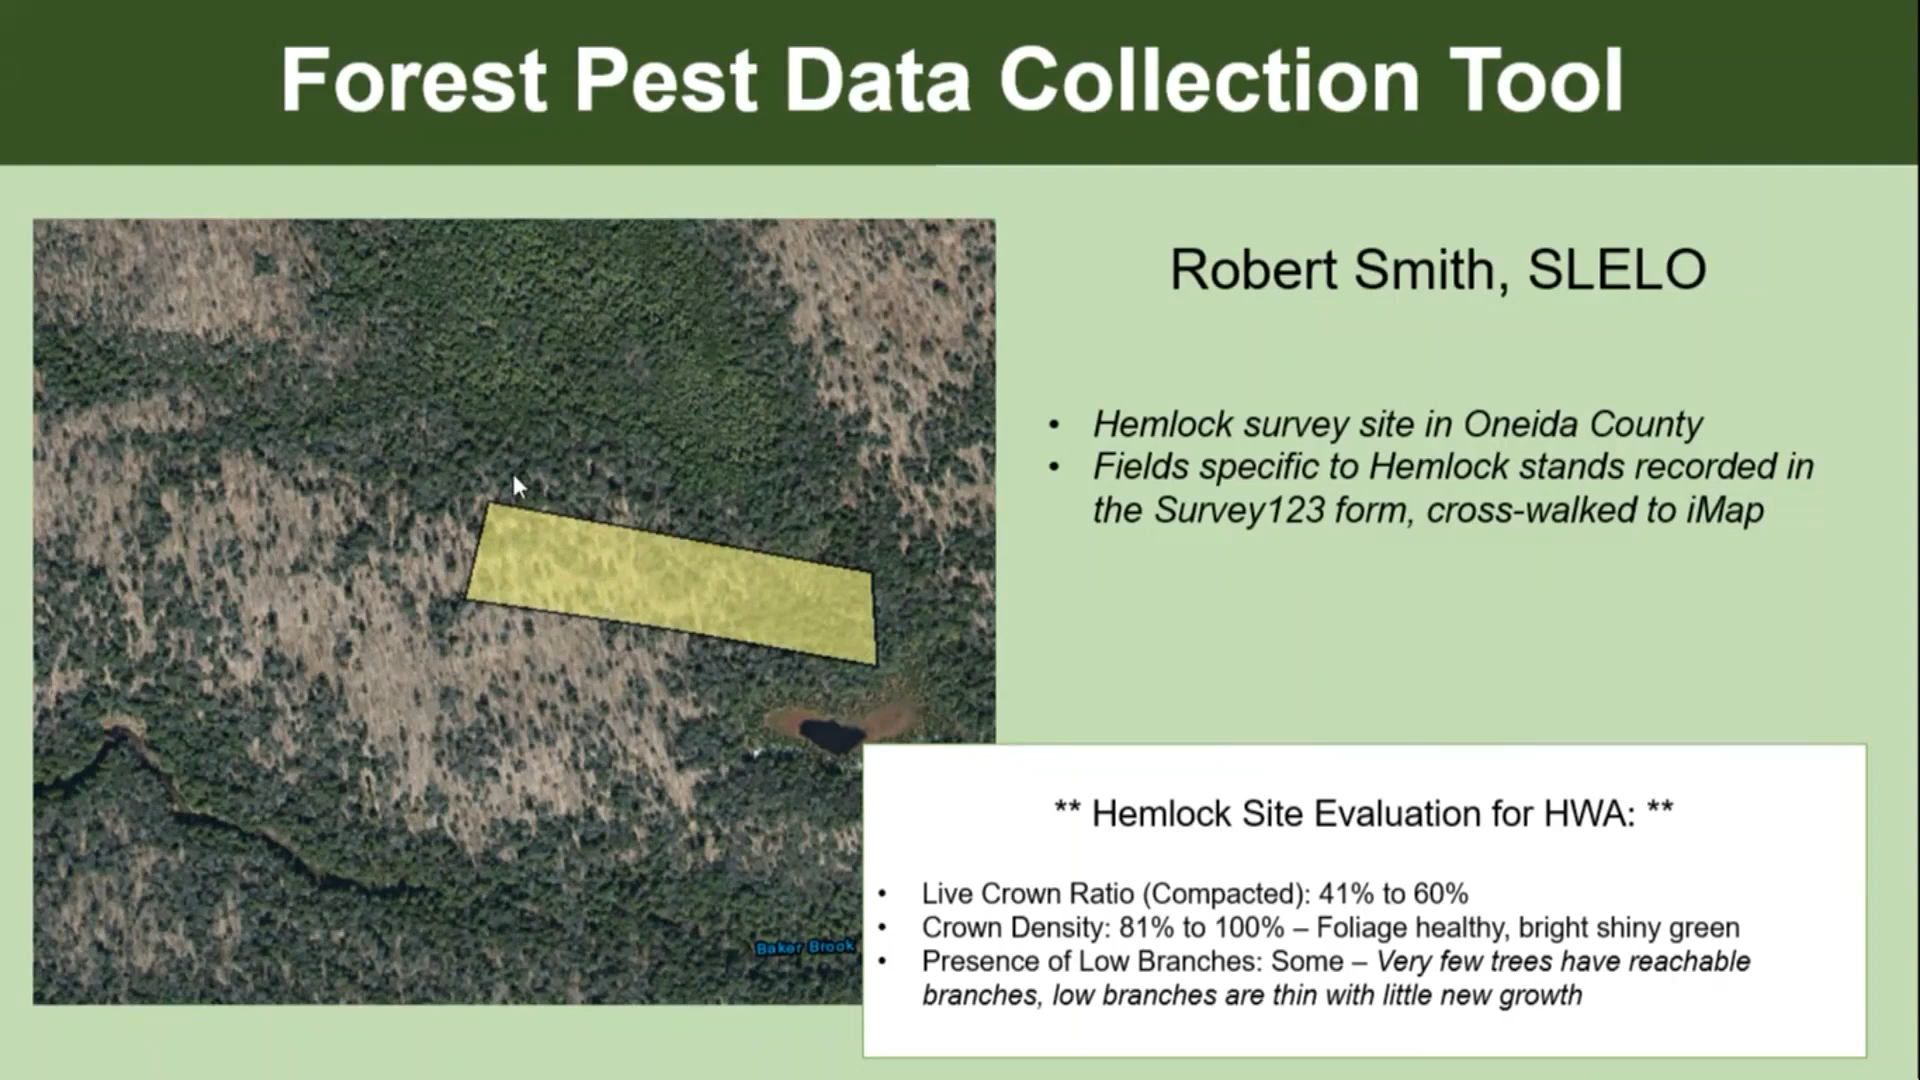 Forest Pest Data Collection Tool
Robert Smith, SLELO
• Hemlock survey site in Oneida County
• Fields specific to Hemlock stands recorded in
the Survey123 form, cross-walked to iMap
Baker Brook
** Hemlock Site Evaluation for HWA: **
• Live Crown Ratio (Compacted): 41% to 60%
• Crown Density: 81% to 100% – Foliage healthy, bright shiny green
• Presence of Low Branches: Some – Very few trees have reachable
branches, low branches are thin with little new growth